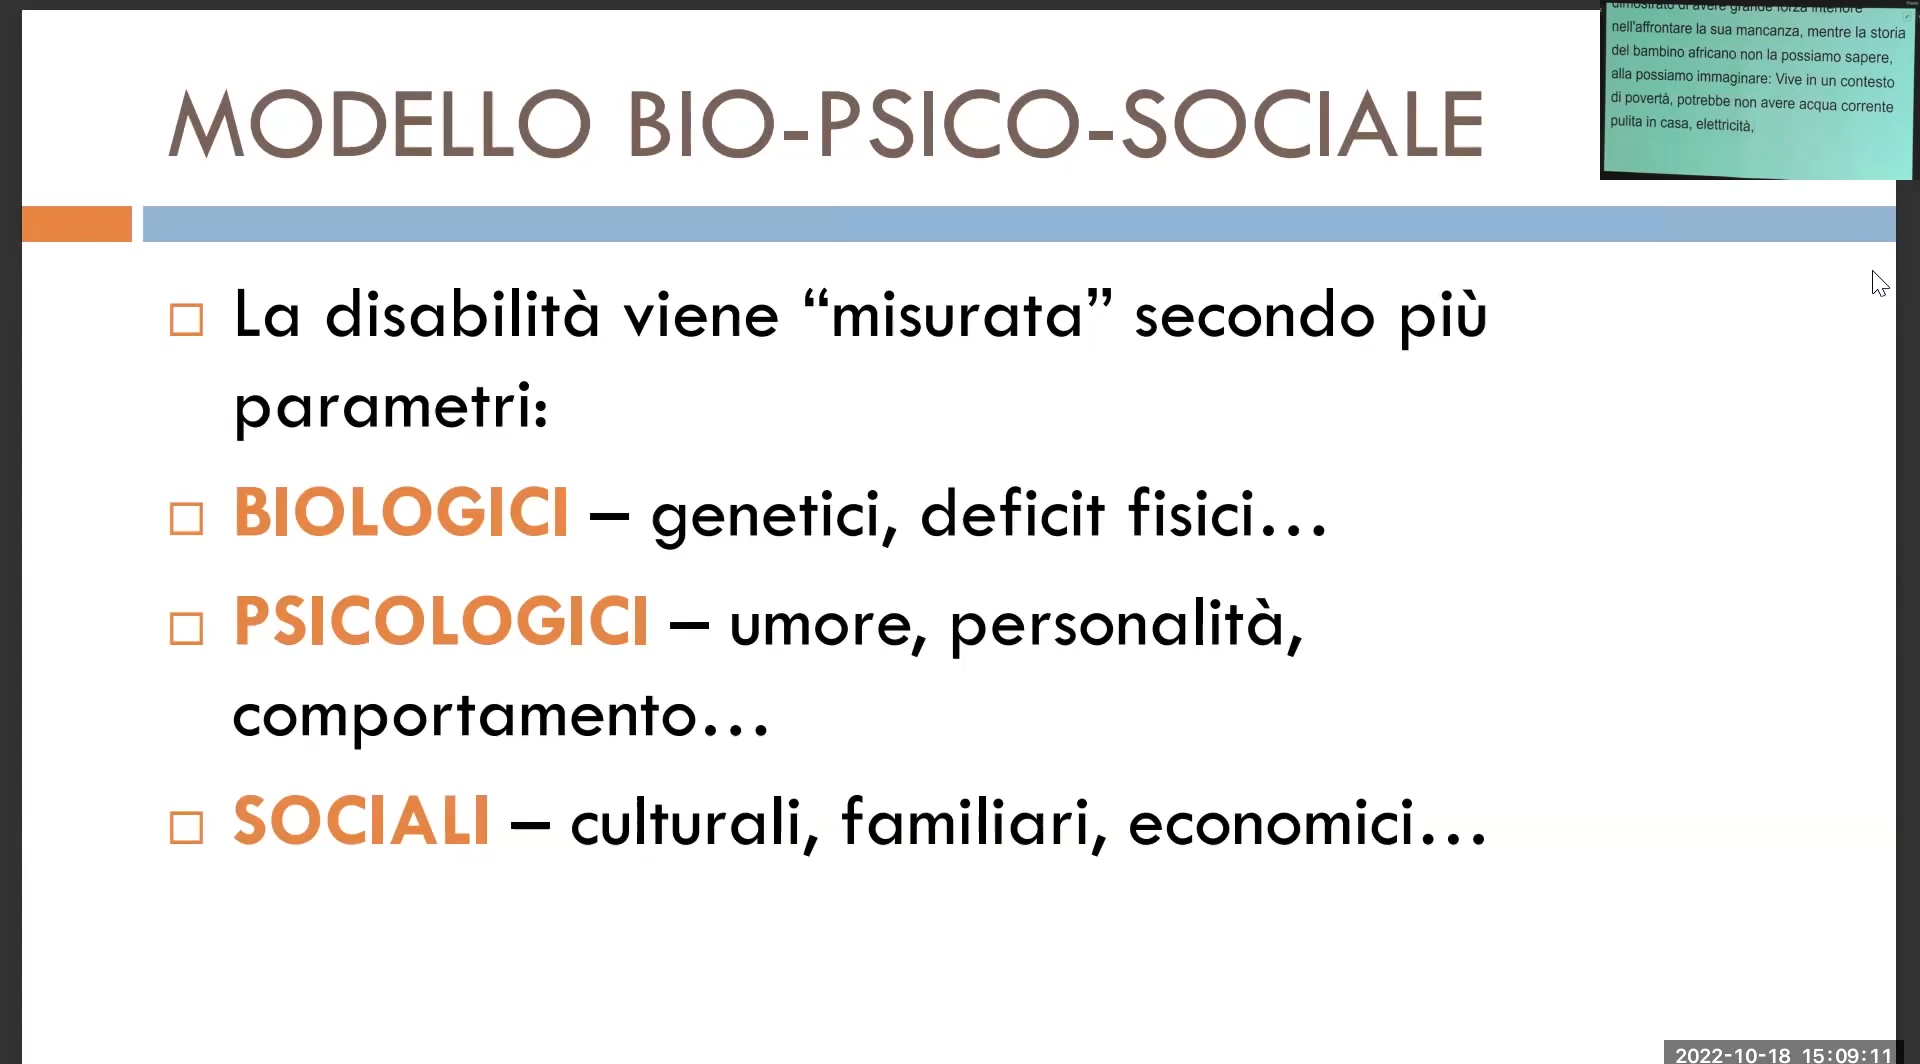 MODELLO BIO-PSICO-SOCIALE
dimostrato di avere grande forza interiore
nell'affrontare la sua mancanza, mentre la storia
del bambino africano non la possiamo sapere,
alla possiamo immaginare: Vive in un contesto
di povertà, potrebbe non avere acqua corrente
pulita in casa, elettricità,
La disabilità viene “misurata” secondo più
parametri:
BIOLOGICI – genetici, deficit fisici...
PSICOLOGICI – umore, personalità,
comportamento...
SOCIALI – culturali, familiari, economici...
2022-10-18 15:09:11